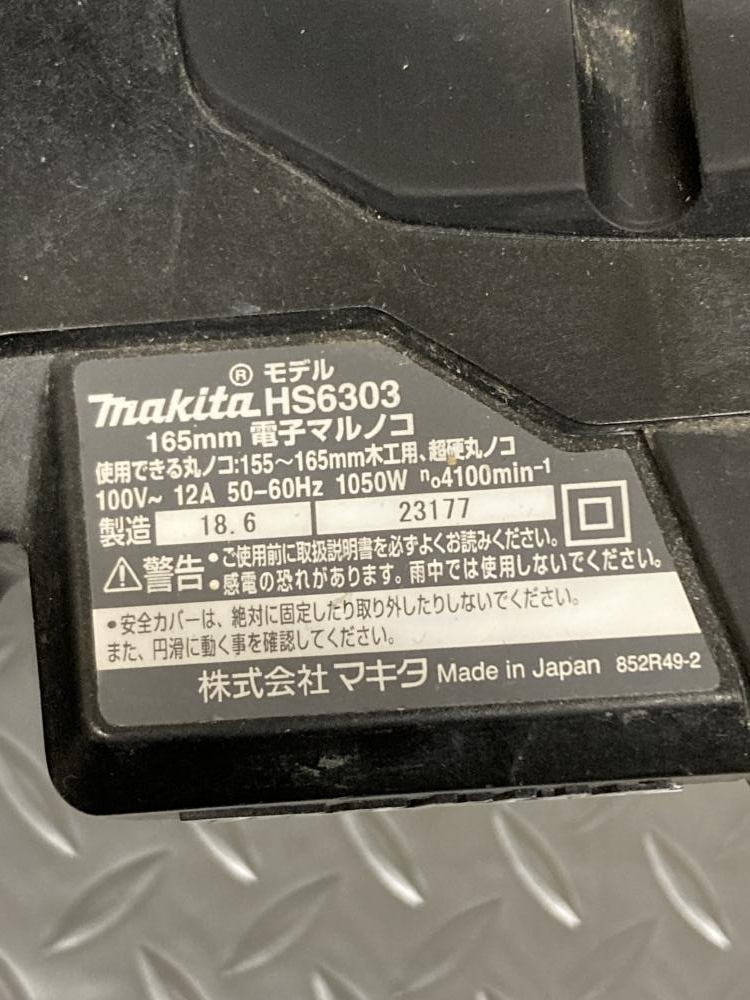 ® モデル
makita HS6303
165mm 電子マルノコ
使用できる丸ノコ:155〜165mm木工用、超硬丸ノコ
100V~ 12A 50-60Hz 1050W no4100min-1
製造 18.6 23177
警告 •ご使用前に取扱説明書を必ずよくお読みください。
•感電の恐れがあります。雨中では使用しないでください。
•安全カバーは、絶対に固定したり取り外したりしないでください。
また、円滑に動く事を確認してください。
株式会社 マキタ Made in Japan 852R49-2